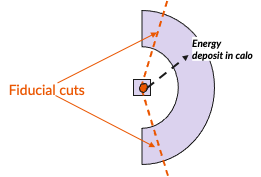 Energy
deposit in calo
Fiducial cuts